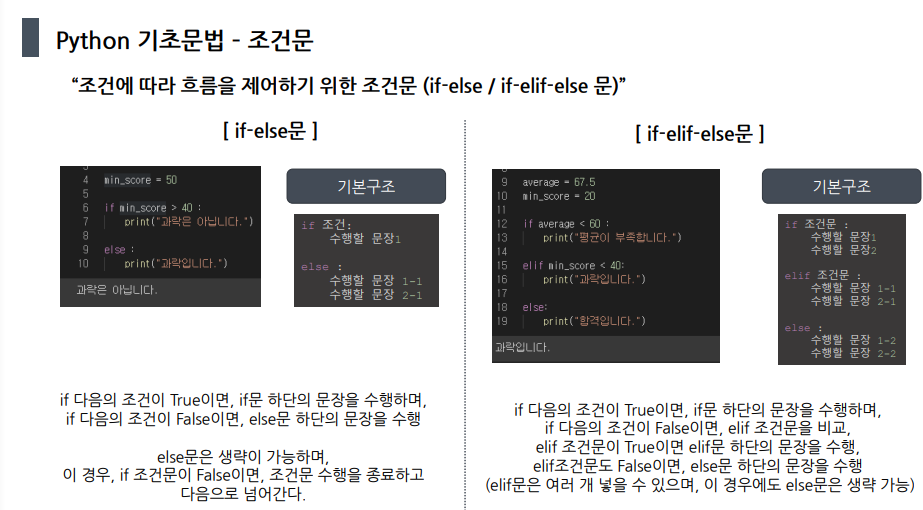 Python 기초문법 - 조건문
“조건에 따라 흐름을 제어하기 위한 조건문 (if-else / if-elif-else 문)”
[ if-else문 ]
4 min_score = 50
5
6 if min_score > 40 :
7 print("과락은 아닙니다.")
8
9 else :
10 print("과락입니다.")
과락은 아닙니다.
기본구조
if 조건:
수행할 문장1
else :
수행할 문장 1-1
수행할 문장 2-1
if 다음의 조건이 True이면, if문 하단의 문장을 수행하며,
if 다음의 조건이 False이면, else문 하단의 문장을 수행
else문은 생략이 가능하며,
이 경우, if 조건문이 False이면, 조건문 수행을 종료하고
다음으로 넘어간다.
[ if-elif-else문 ]
9 average = 67.5
10 min_score = 20
11
12 if average < 60 :
13 print("평균이 부족합니다.")
14
15 elif min_score < 40:
16 print("과락입니다.")
17
18 else:
19 print("합격입니다.")
과락입니다.
기본구조
if 조건문 :
수행할 문장1
수행할 문장2
elif 조건문 :
수행할 문장 1-1
수행할 문장 2-1
else :
수행할 문장 1-2
수행할 문장 2-2
if 다음의 조건이 True이면, if문 하단의 문장을 수행하며,
if 다음의 조건이 False이면, elif 조건문을 비교,
elif 조건문이 True이면 elif문 하단의 문장을 수행,
elif조건문도 False이면, else문 하단의 문장을 수행
(elif문은 여러 개 넣을 수 있으며, 이 경우에도 else문은 생략 가능)